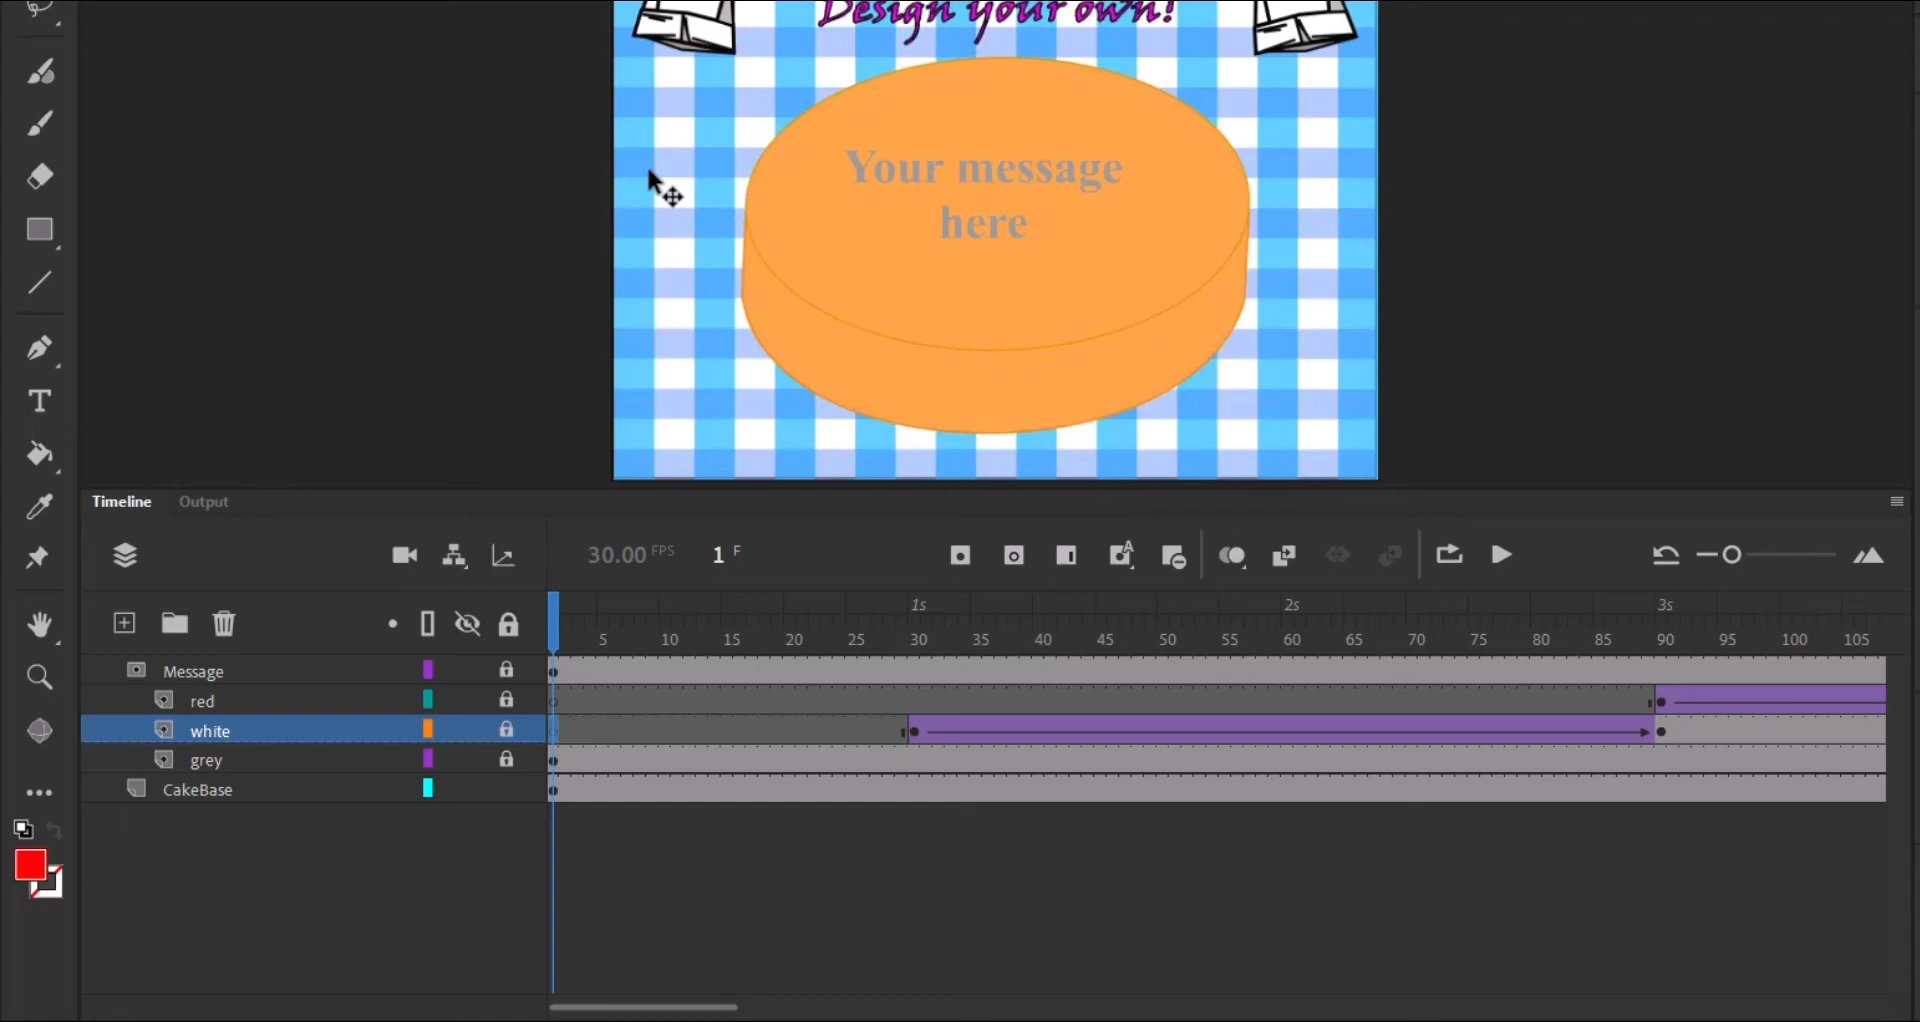 Design your own!
Your message
here
Timeline
Output
30.00 FPS
1 F
1s
2s
3s
5 10 15 20 25 30 35 40 45 50 55 60 65 70 75 80 85 90 95 100 105
Message
red
white
grey
CakeBase